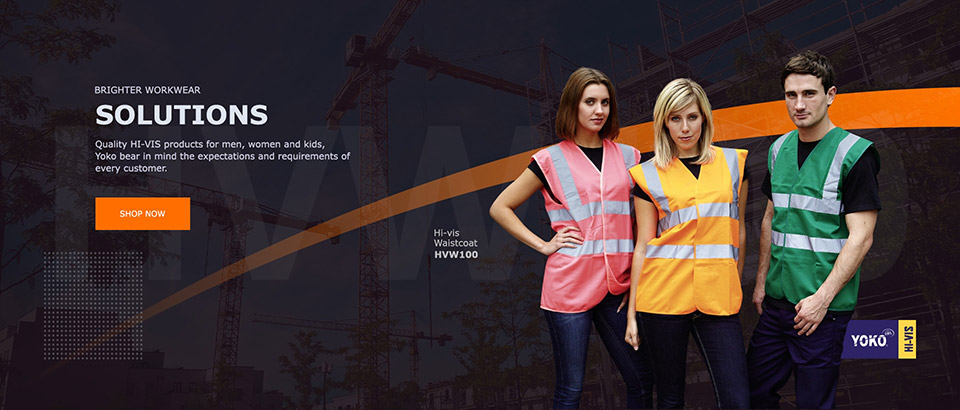 BRIGHTER WORKWEAR
SOLUTIONS
Quality HI-VIS products for men, women and kids,
Yoko bear in mind the expectations and requirements of
every customer.
SHOP NOW
Hi-vis
Waistcoat
HVW100
YOKO
HI-VIS